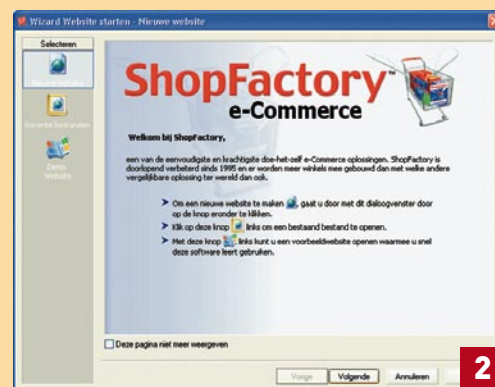 Wizard Website starten - Nieuwe website
Selecteren
Nieuwe website
Recente bestanden
Demo
Website
ShopFactory™
e-Commerce
Welkom bij ShopFactory,
een van de eenvoudigste en krachtigste doe-het-zelf e-Commerce oplossingen. ShopFactory is
doorlopend verbeterd sinds 1995 en er worden meer winkels mee gebouwd dan met welke andere
vergelijkbare oplossing ter wereld dan ook.
Om een nieuwe website te maken , gaat u door met dit dialoogvenster door
op de knop eronder te klikken.
Klik op deze knop links om een bestaand bestand te openen.
Met deze knop links kunt u een voorbeeldwebsite openen waarmee u snel
deze software leert gebruiken.
Deze pagina niet meer weergeven
Vorige Volgende Annuleren
2